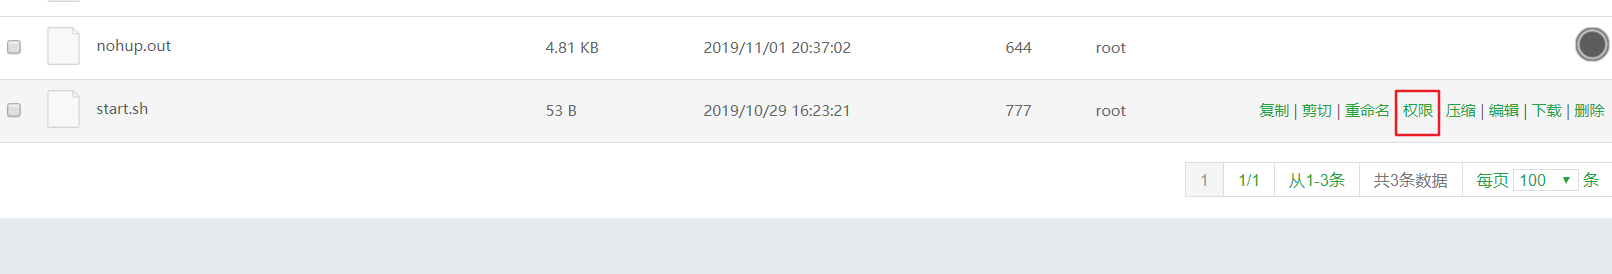 nohup.out 4.81 KB 2019/11/01 20:37:02 644 root
start.sh 53 B 2019/10/29 16:23:21 777 root 复制 | 剪切 | 重命名 | 权限 | 压缩 | 编辑 | 下载 | 删除
1 1/1 从1-3条 共3条数据 每页 100 条